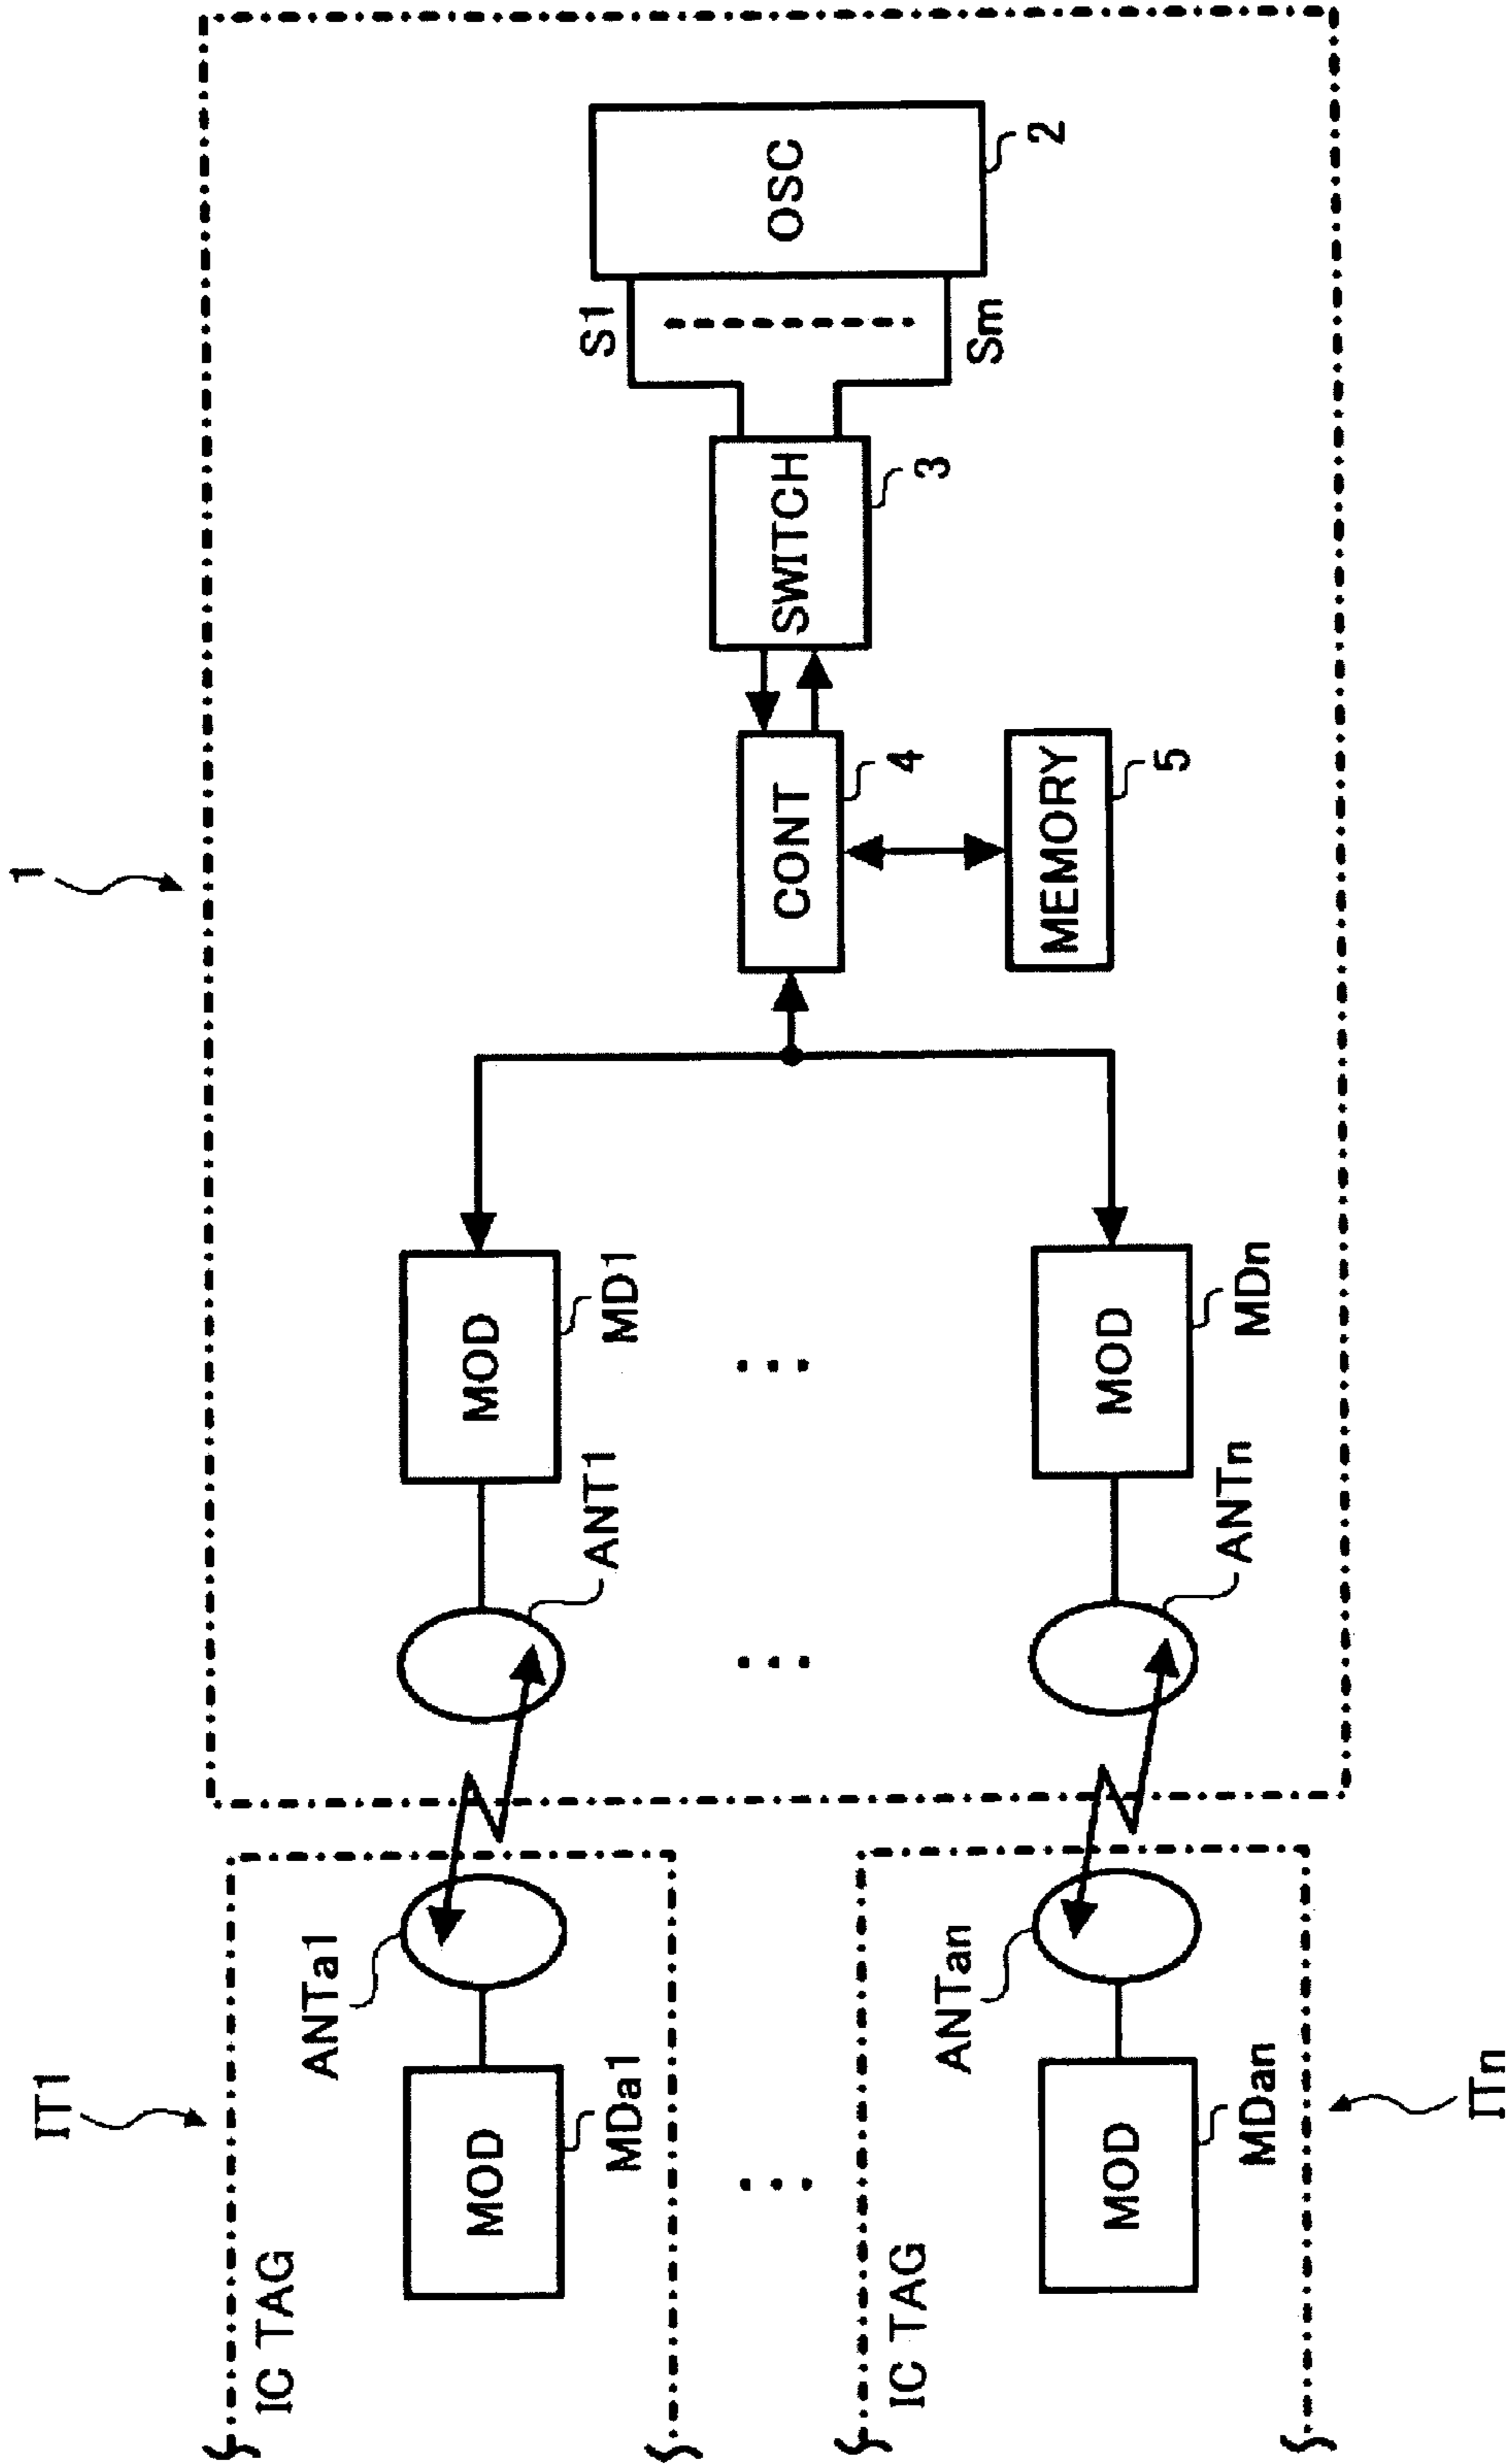 1
IT1
IC TAG
MOD
MDa1
ANTa1
ANT1
MOD
MD1
CONT
4
MEMORY
5
SWITCH
3
S1
Sm
OSC
2
IC TAG
MOD
MDan
ANTan
ANTn
MOD
MDn
ITn